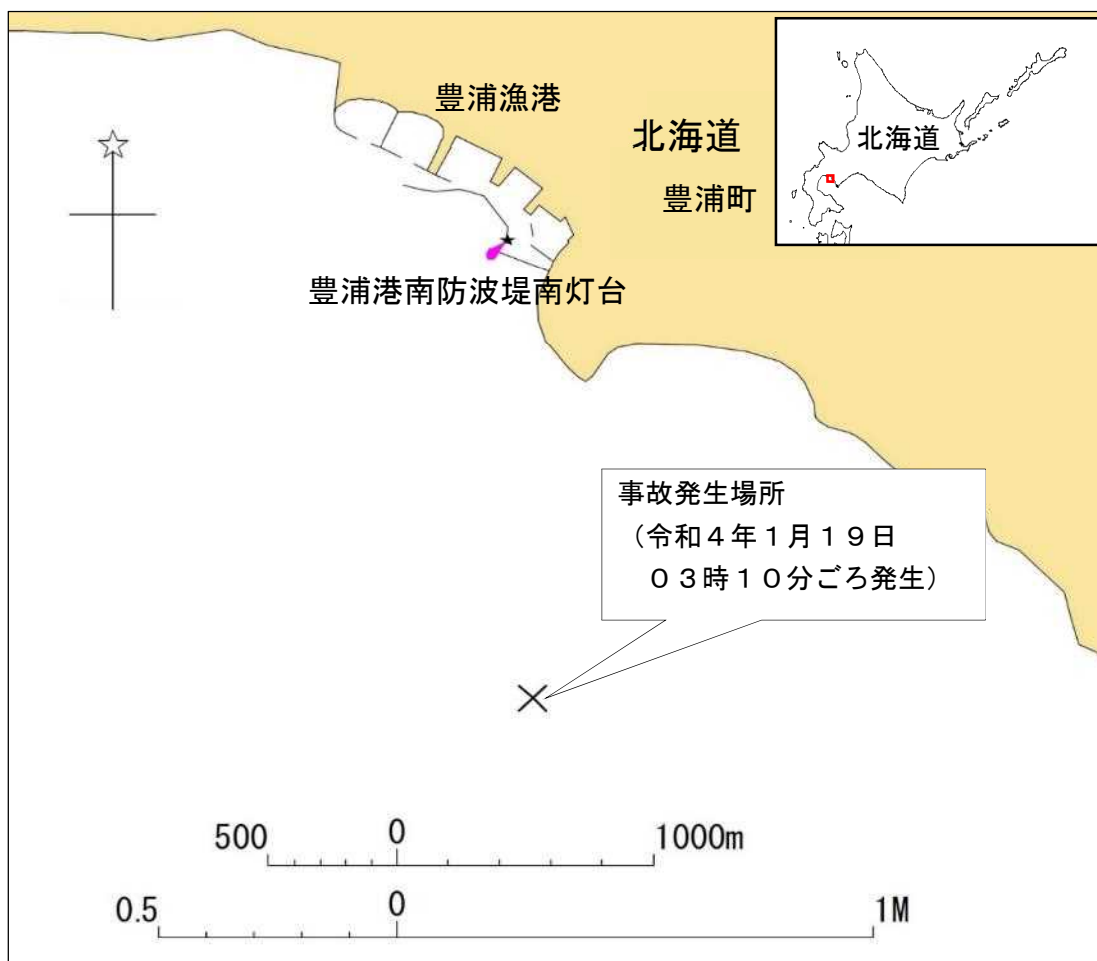 豊浦漁港
北海道
豊浦町
北海道
豊浦港南防波堤南灯台
事故発生場所
（令和４年１月１９日
０３時１０分ごろ発生）
500 0 1000m
0.5 0 1M